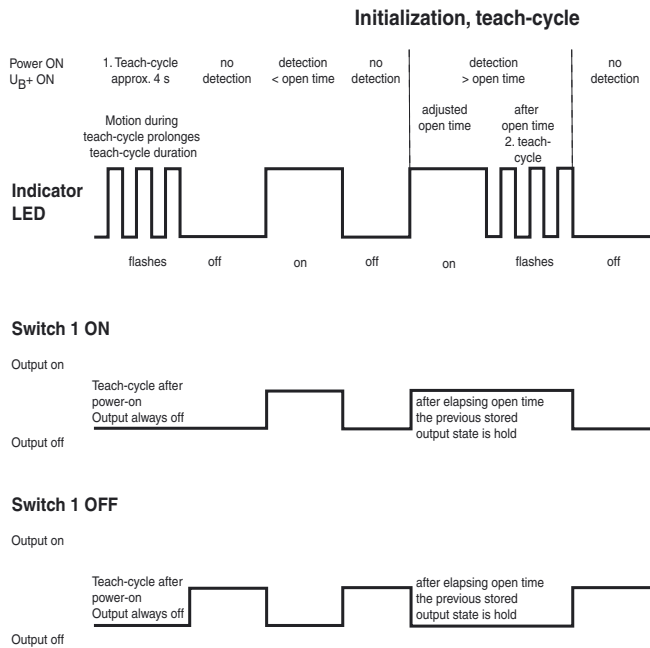 Initialization, teach-cycle
Power ON
UB+ ON
1. Teach-cycle
approx. 4 s
no
detection
detection
< open time
no
detection
detection
> open time
no
detection
Motion during
teach-cycle prolonges
teach-cycle duration
adjusted
open time
after
open time
2. teach-
cycle
Indicator
LED
flashes
off
on
off
on
flashes
off
Switch 1 ON
Output on
Teach-cycle after
power-on
Output always off
after elapsing open time
the previous stored
output state is hold
Output off
Switch 1 OFF
Output on
Teach-cycle after
power-on
Output always off
after elapsing open time
the previous stored
output state is hold
Output off